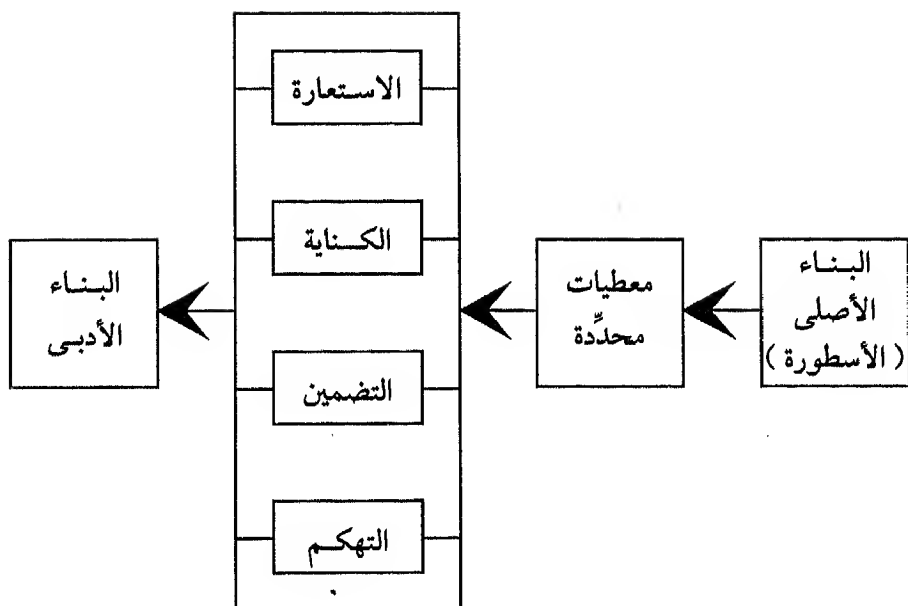 البناء
الأصلى
(الأسطورة)
معطيات
محدِّدة
الاستعارة
الكناية
التضمين
التهكم
البناء
الأدبى